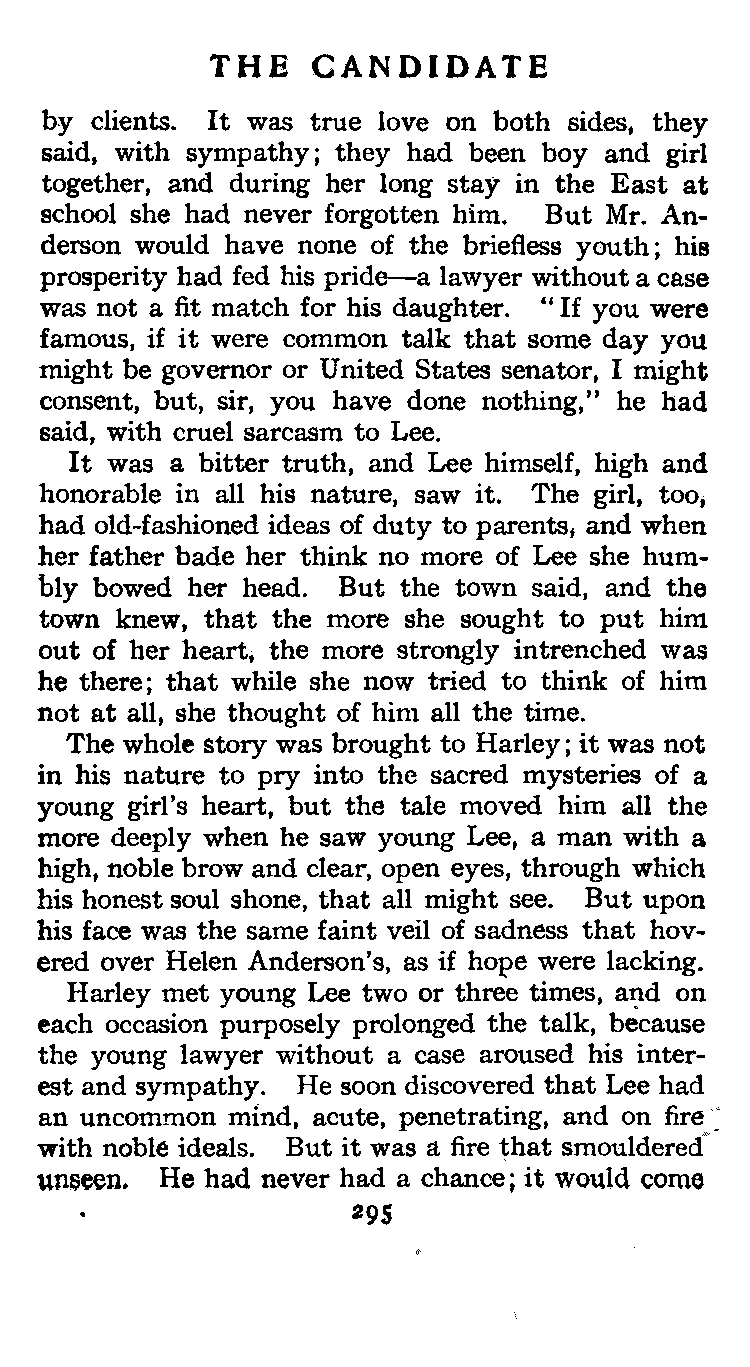 THE CANDIDATE
by clients. It was true love on both sides, they
said, with sympathy; they had been boy and girl
together, and during her long stay in the East at
school she had never forgotten him. But Mr. An-
derson would have none of the briefless youth; his
prosperity had fed his pride—a lawyer without a case
was not a fit match for his daughter. "If you were
famous, if it were common talk that some day you
might be governor or United States senator, I might
consent, but, sir, you have done nothing," he had
said, with cruel sarcasm to Lee.
It was a bitter truth, and Lee himself, high and
honorable in all his nature, saw it. The girl, too,
had old-fashioned ideas of duty to parents, and when
her father bade her think no more of Lee she hum-
bly bowed her head. But the town said, and the
town knew, that the more she sought to put him
out of her heart, the more strongly intrenched was
he there; that while she now tried to think of him
not at all, she thought of him all the time.
The whole story was brought to Harley; it was not
in his nature to pry into the sacred mysteries of a
young girl's heart, but the tale moved him all the
more deeply when he saw young Lee, a man with a
high, noble brow and clear, open eyes, through which
his honest soul shone, that all might see. But upon
his face was the same faint veil of sadness that hov-
ered over Helen Anderson's, as if hope were lacking.
Harley met young Lee two or three times, and on
each occasion purposely prolonged the talk, because
the young lawyer without a case aroused his inter-
est and sympathy. He soon discovered that Lee had
an uncommon mind, acute, penetrating, and on fire
with noble ideals. But it was a fire that smouldered
unseen. He had never had a chance; it would come
295